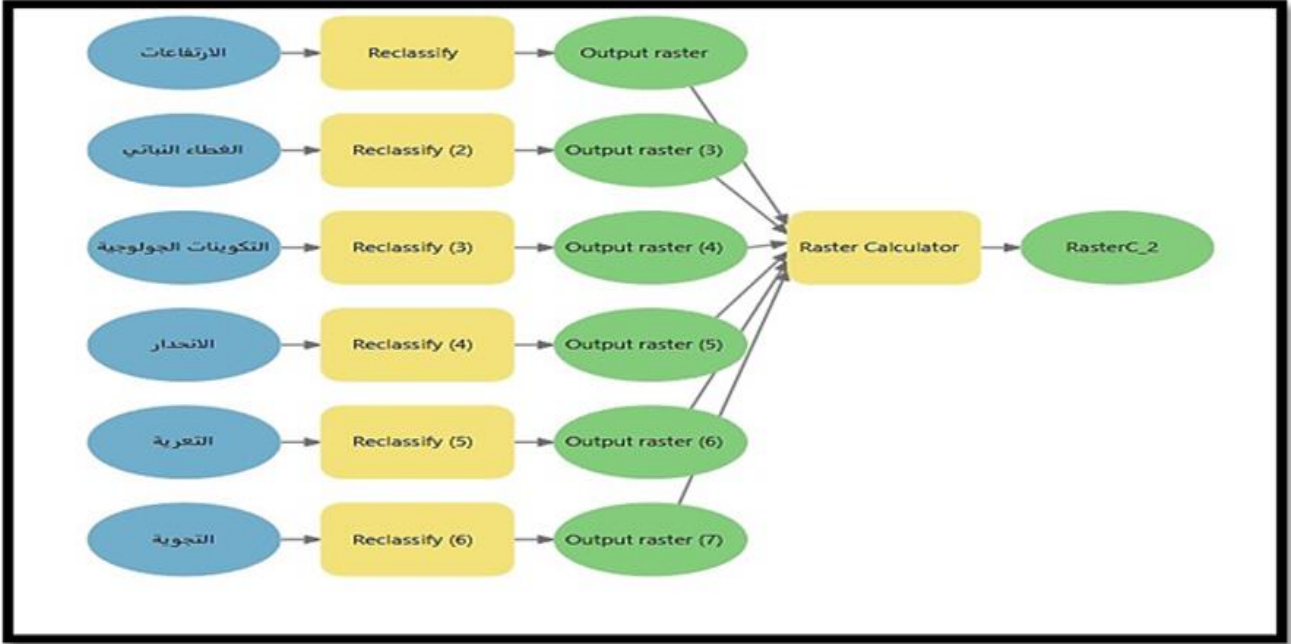 الارتفاعات
Reclassify
Output raster
الغطاء النباتي
Reclassify (2)
Output raster (3)
التكوينات الجولوجية
Reclassify (3)
Output raster (4)
Raster Calculator
RasterC_2
الانحدار
Reclassify (4)
Output raster (5)
التعرية
Reclassify (5)
Output raster (6)
التجوية
Reclassify (6)
Output raster (7)